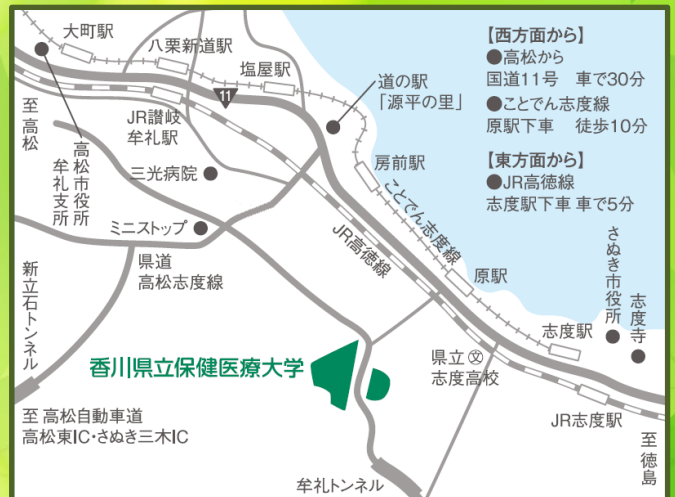 大町駅
八栗新道駅
塩屋駅
11
JR讃岐
牟礼駅
道の駅
「源平の里」
【西方面から】
●高松から
国道11号　車で30分
●ことでん志度線
原駅下車　徒歩10分
【東方面から】
●JR高徳線
志度駅下車 車で5分
至 高松
高松市役所
牟礼支所
三光病院
ミニストップ
房前駅
ことでん志度線
JR高徳線
県道
高松志度線
原駅
さぬき市役所
志度寺
新立石トンネル
志度駅
県立文
志度高校
香川県立保健医療大学
至 高松自動車道
高松東IC・さぬき三木IC
JR志度駅
至 徳島
牟礼トンネル